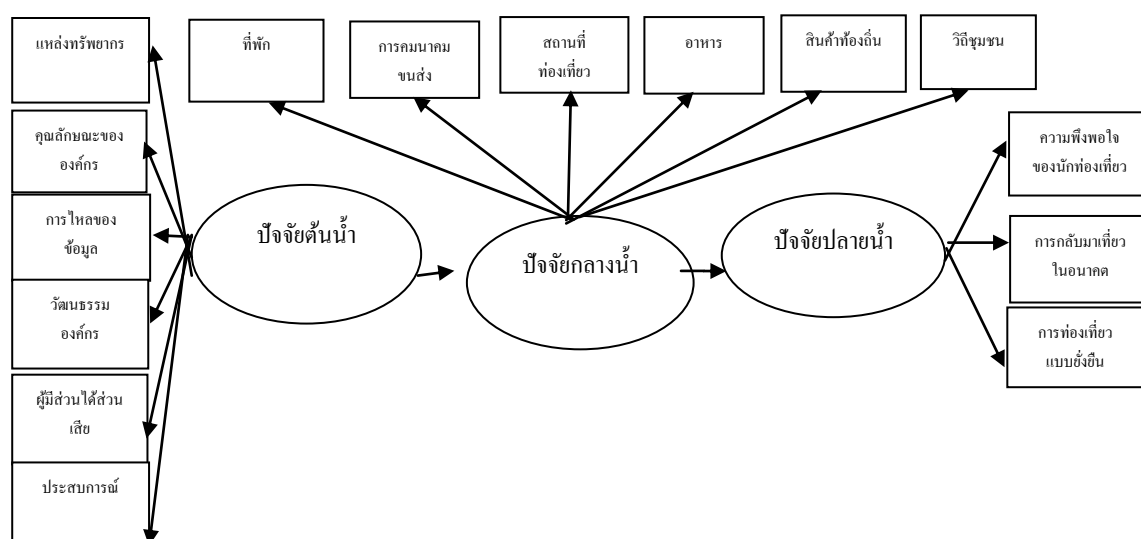 แหล่งทรัพยากร
ที่พัก
การคมนาคม
ขนส่ง
สถานที่
ท่องเที่ยว
อาหาร
สินค้าท้องถิ่น
วิถีชุมชน
คุณลักษณะของ
องค์กร
การไหลของ
ข้อมูล
วัฒนธรรม
องค์กร
ผู้มีส่วนได้ส่วน
เสีย
ประสบการณ์
ปัจจัยต้นน้ำ
ปัจจัยกลางน้ำ
ปัจจัยปลายน้ำ
ความพึงพอใจ
ของนักท่องเที่ยว
การกลับมาเที่ยว
ในอนาคต
การท่องเที่ยว
แบบยั่งยืน